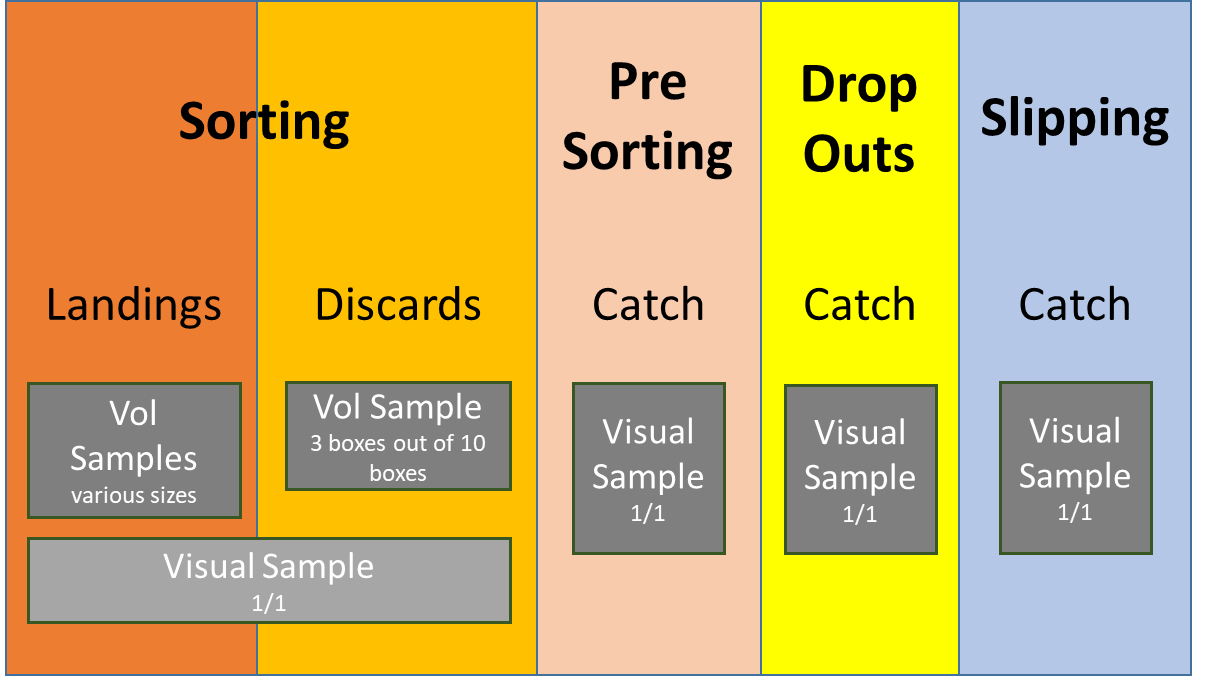 Sorting
Pre
Sorting
Drop
Outs
Slipping
Landings
Discards
Catch
Catch
Catch
Vol
Samples
various sizes
Vol Sample
3 boxes out of 10
boxes
Visual
Sample
1/1
Visual
Sample
1/1
Visual
Sample
1/1
Visual Sample
1/1